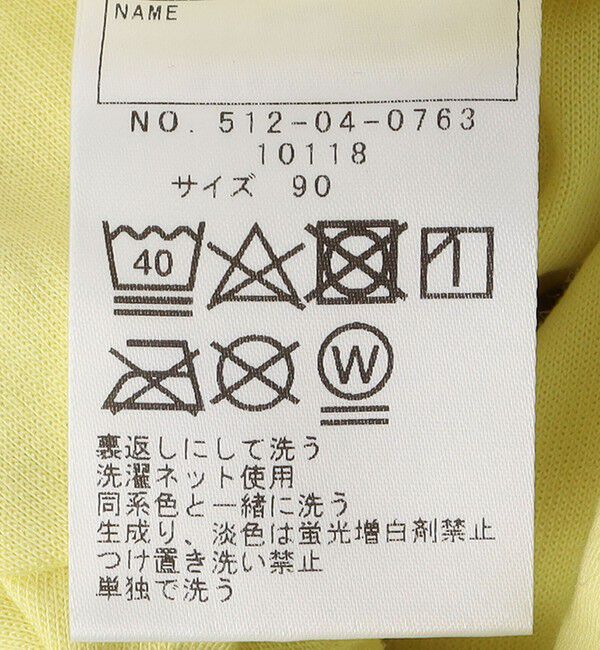 NAME
NO. 512-04-0763
10118
サイズ 90
40
W
裏返しにして洗う
洗濯ネット使用
同系色と一緒に洗う
生成り、淡色は蛍光増白剤禁止
つけ置き洗い禁止
単独で洗う